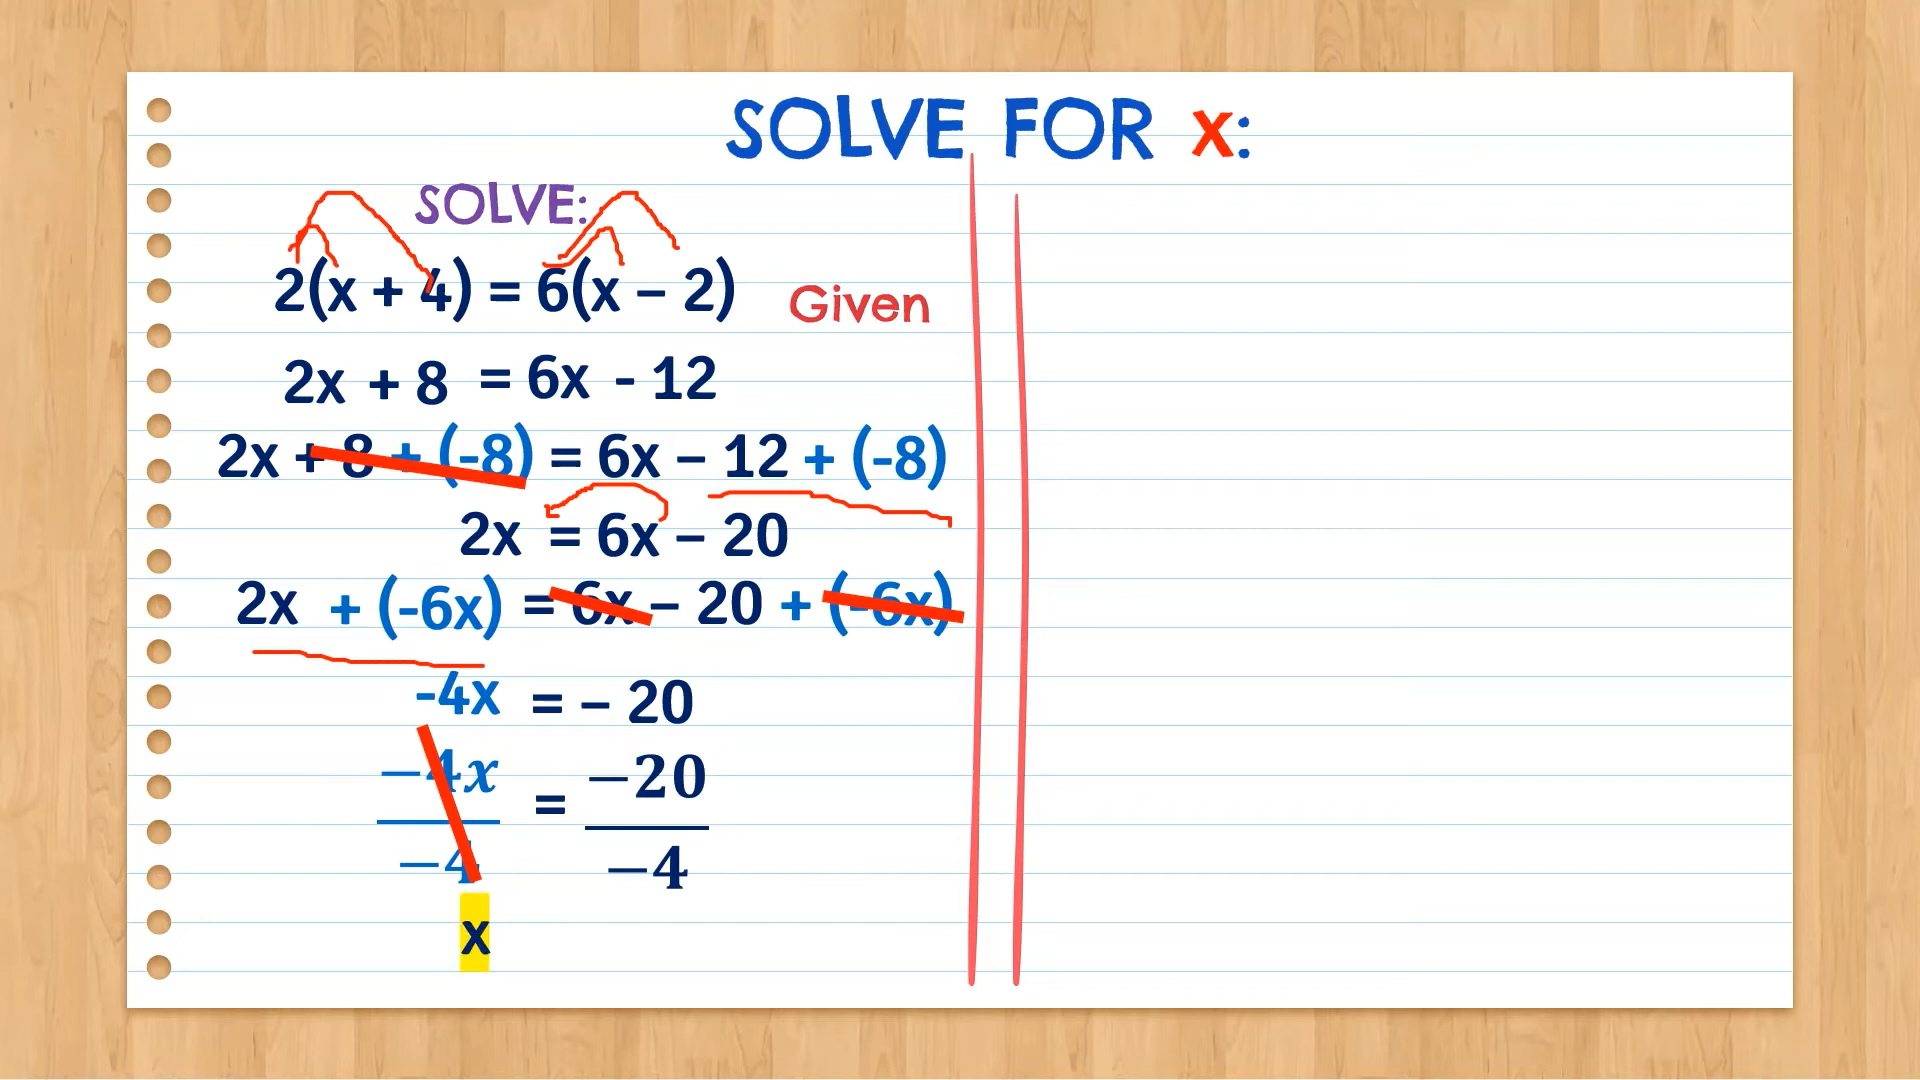 SOLVE FOR x:
SOLVE:
2(x + 4) = 6(x – 2) Given
2x + 8 = 6x - 12
2x + 8 + (-8) = 6x – 12 + (-8)
2x = 6x – 20
2x + (-6x) = 6x – 20 + (-6x)
-4x = – 20
−4x/−4 = −20/−4
x